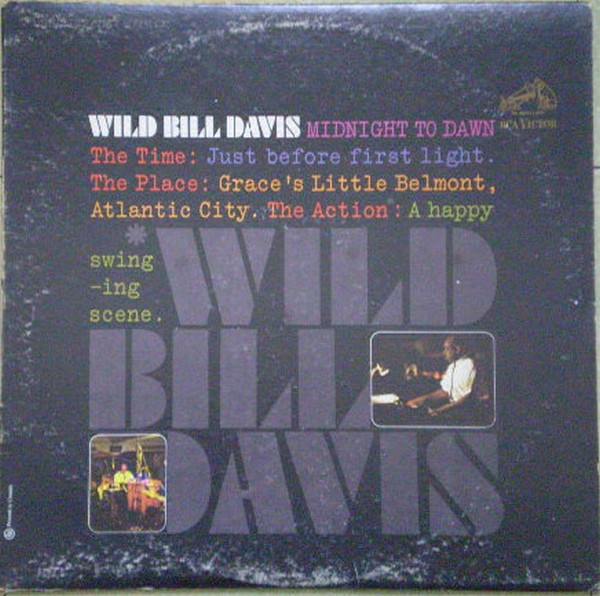 WILD BILL DAVIS MIDNIGHT TO DAWN
RCA VICTOR
The Time: Just before first light.
The Place: Grace's Little Belmont,
Atlantic City. The Action: A happy
swing
-ing
scene.
*WILD
BILL
DAVIS